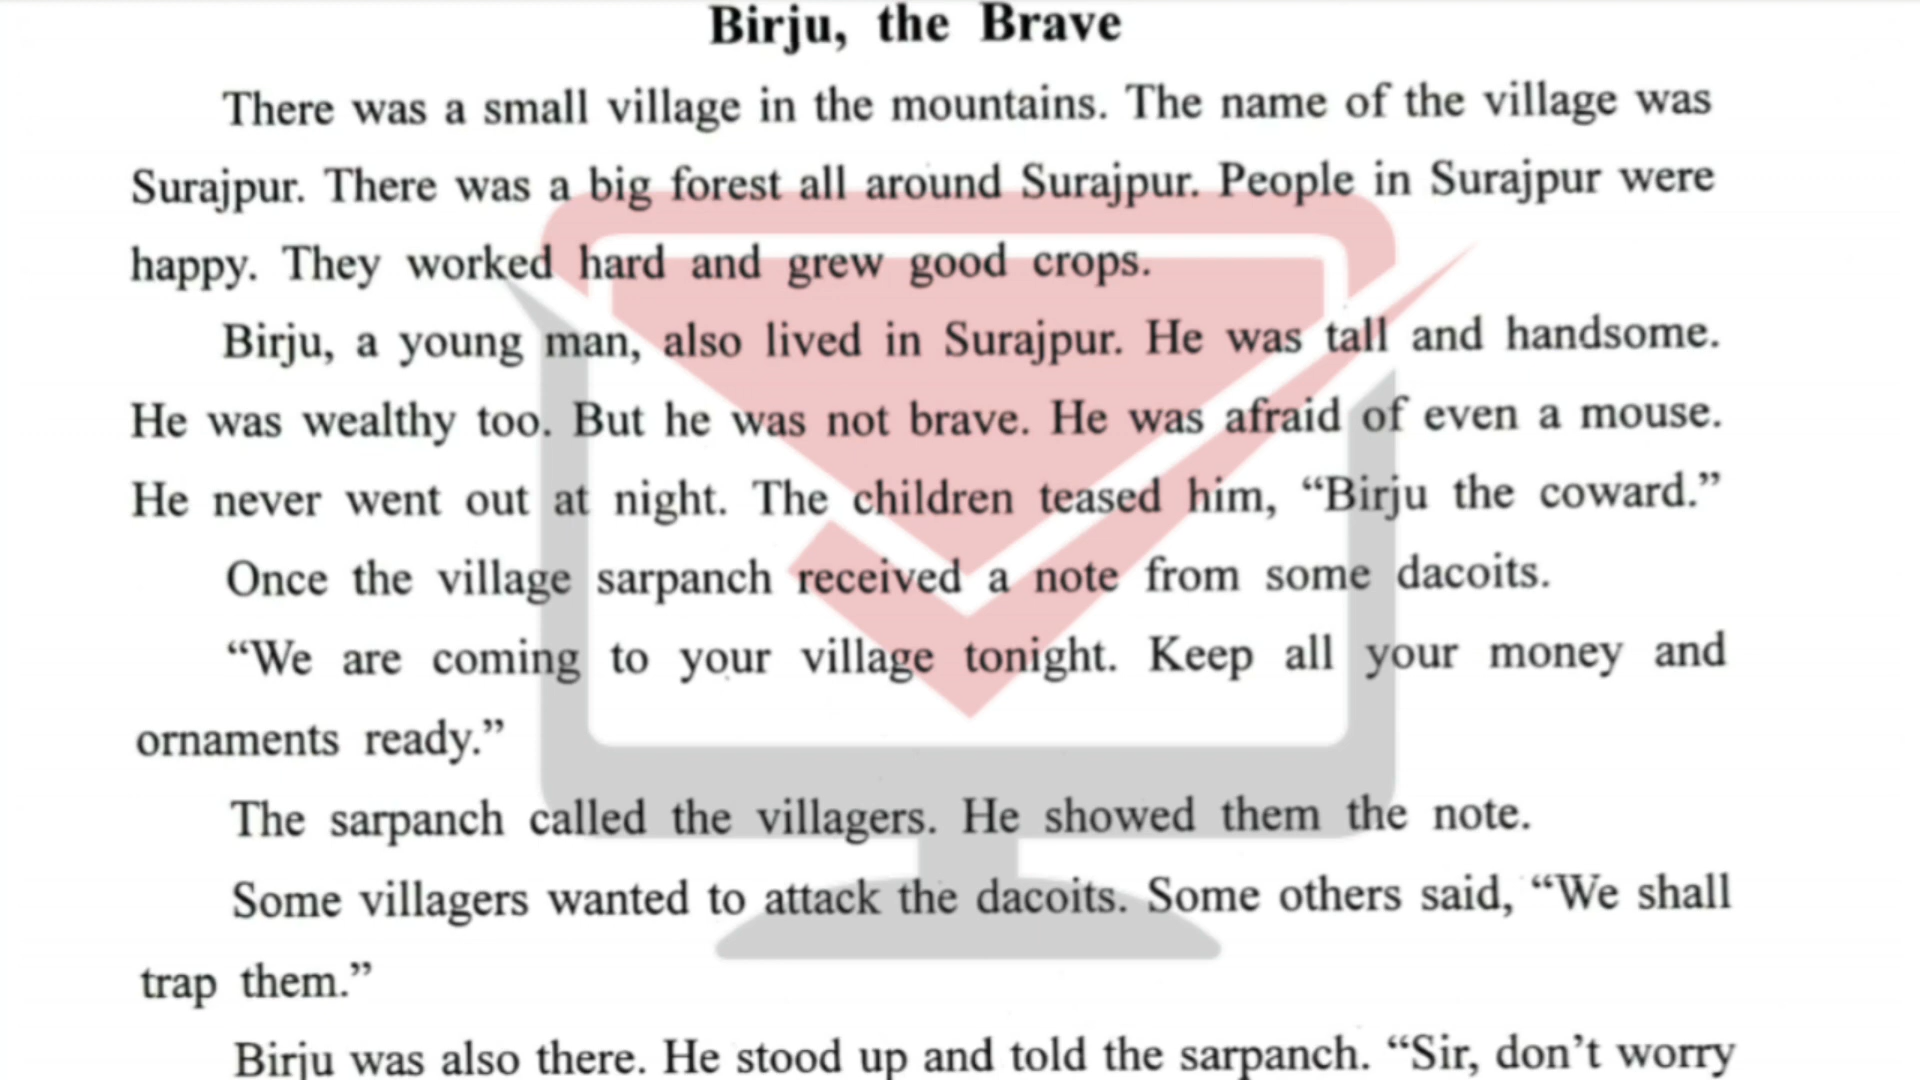 Birju, the Brave
There was a small village in the mountains. The name of the village was
Surajpur. There was a big forest all around Surajpur. People in Surajpur were
happy. They worked hard and grew good crops.
Birju, a young man, also lived in Surajpur. He was tall and handsome.
He was wealthy too. But he was not brave. He was afraid of even a mouse.
He never went out at night. The children teased him, “Birju the coward.”
Once the village sarpanch received a note from some dacoits.
“We are coming to your village tonight. Keep all your money and
ornaments ready.”
The sarpanch called the villagers. He showed them the note.
Some villagers wanted to attack the dacoits. Some others said, “We shall
trap them.”
Birju was also there. He stood up and told the sarpanch. “Sir, don’t worry